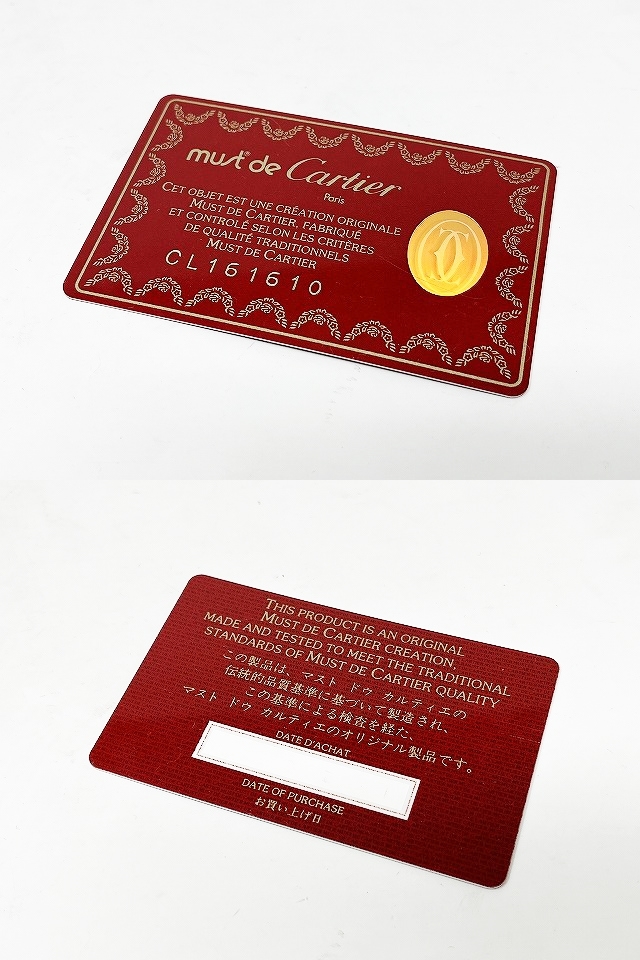 must® de Cartier
Paris
CET OBJET EST UNE CRÉATION ORIGINALE
MUST DE CARTIER, FABRIQUÉ
ET CONTROLÉ SELON LES CRITÈRES
DE QUALITÉ TRADITIONNELS
MUST DE CARTIER
CL161610
THIS PRODUCT IS AN ORIGINAL
MUST DE CARTIER CREATION,
MADE AND TESTED TO MEET THE TRADITIONAL
STANDARDS OF MUST DE CARTIER QUALITY
この製品は、マスト ドゥ カルティエの
伝統的品質基準に基づいて製造され、
この基準による検査を経た、
マスト ドゥ カルティエのオリジナル製品です。
DATE D'ACHAT
DATE OF PURCHASE
お買い上げ日